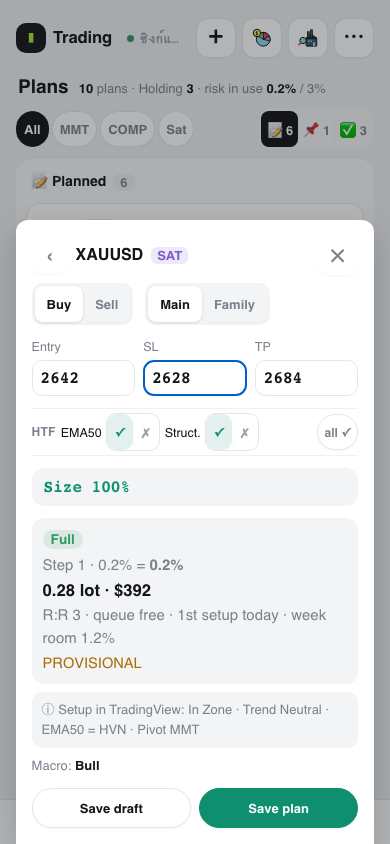 Trading
ซิงก์แ...
Plans 10 plans · Holding 3 · risk in use 0.2% / 3%
All MMT COMP Sat 6 1 3
Planned 6
XAUUSD SAT
Buy Sell Main Family
Entry SL TP
2642 2628 2684
HTF EMA50 ✓ ✗ Struct. ✓ ✗ all ✓
Size 100%
Full
Step 1 · 0.2% = 0.2%
0.28 lot · $392
R:R 3 · queue free · 1st setup today · week
room 1.2%
PROVISIONAL
ⓘ Setup in TradingView: In Zone · Trend Neutral ·
EMA50 = HVN · Pivot MMT
Macro: Bull
Save draft Save plan